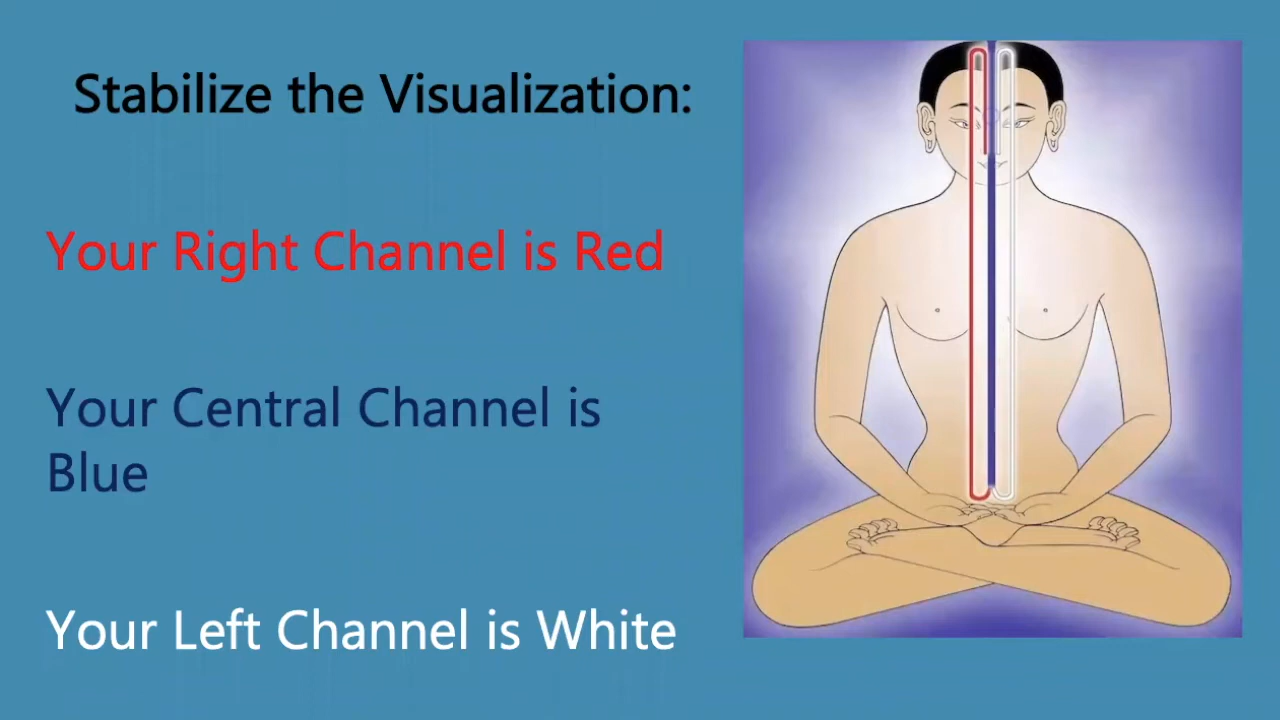 Stabilize the Visualization:
Your Right Channel is Red
Your Central Channel is
Blue
Your Left Channel is White